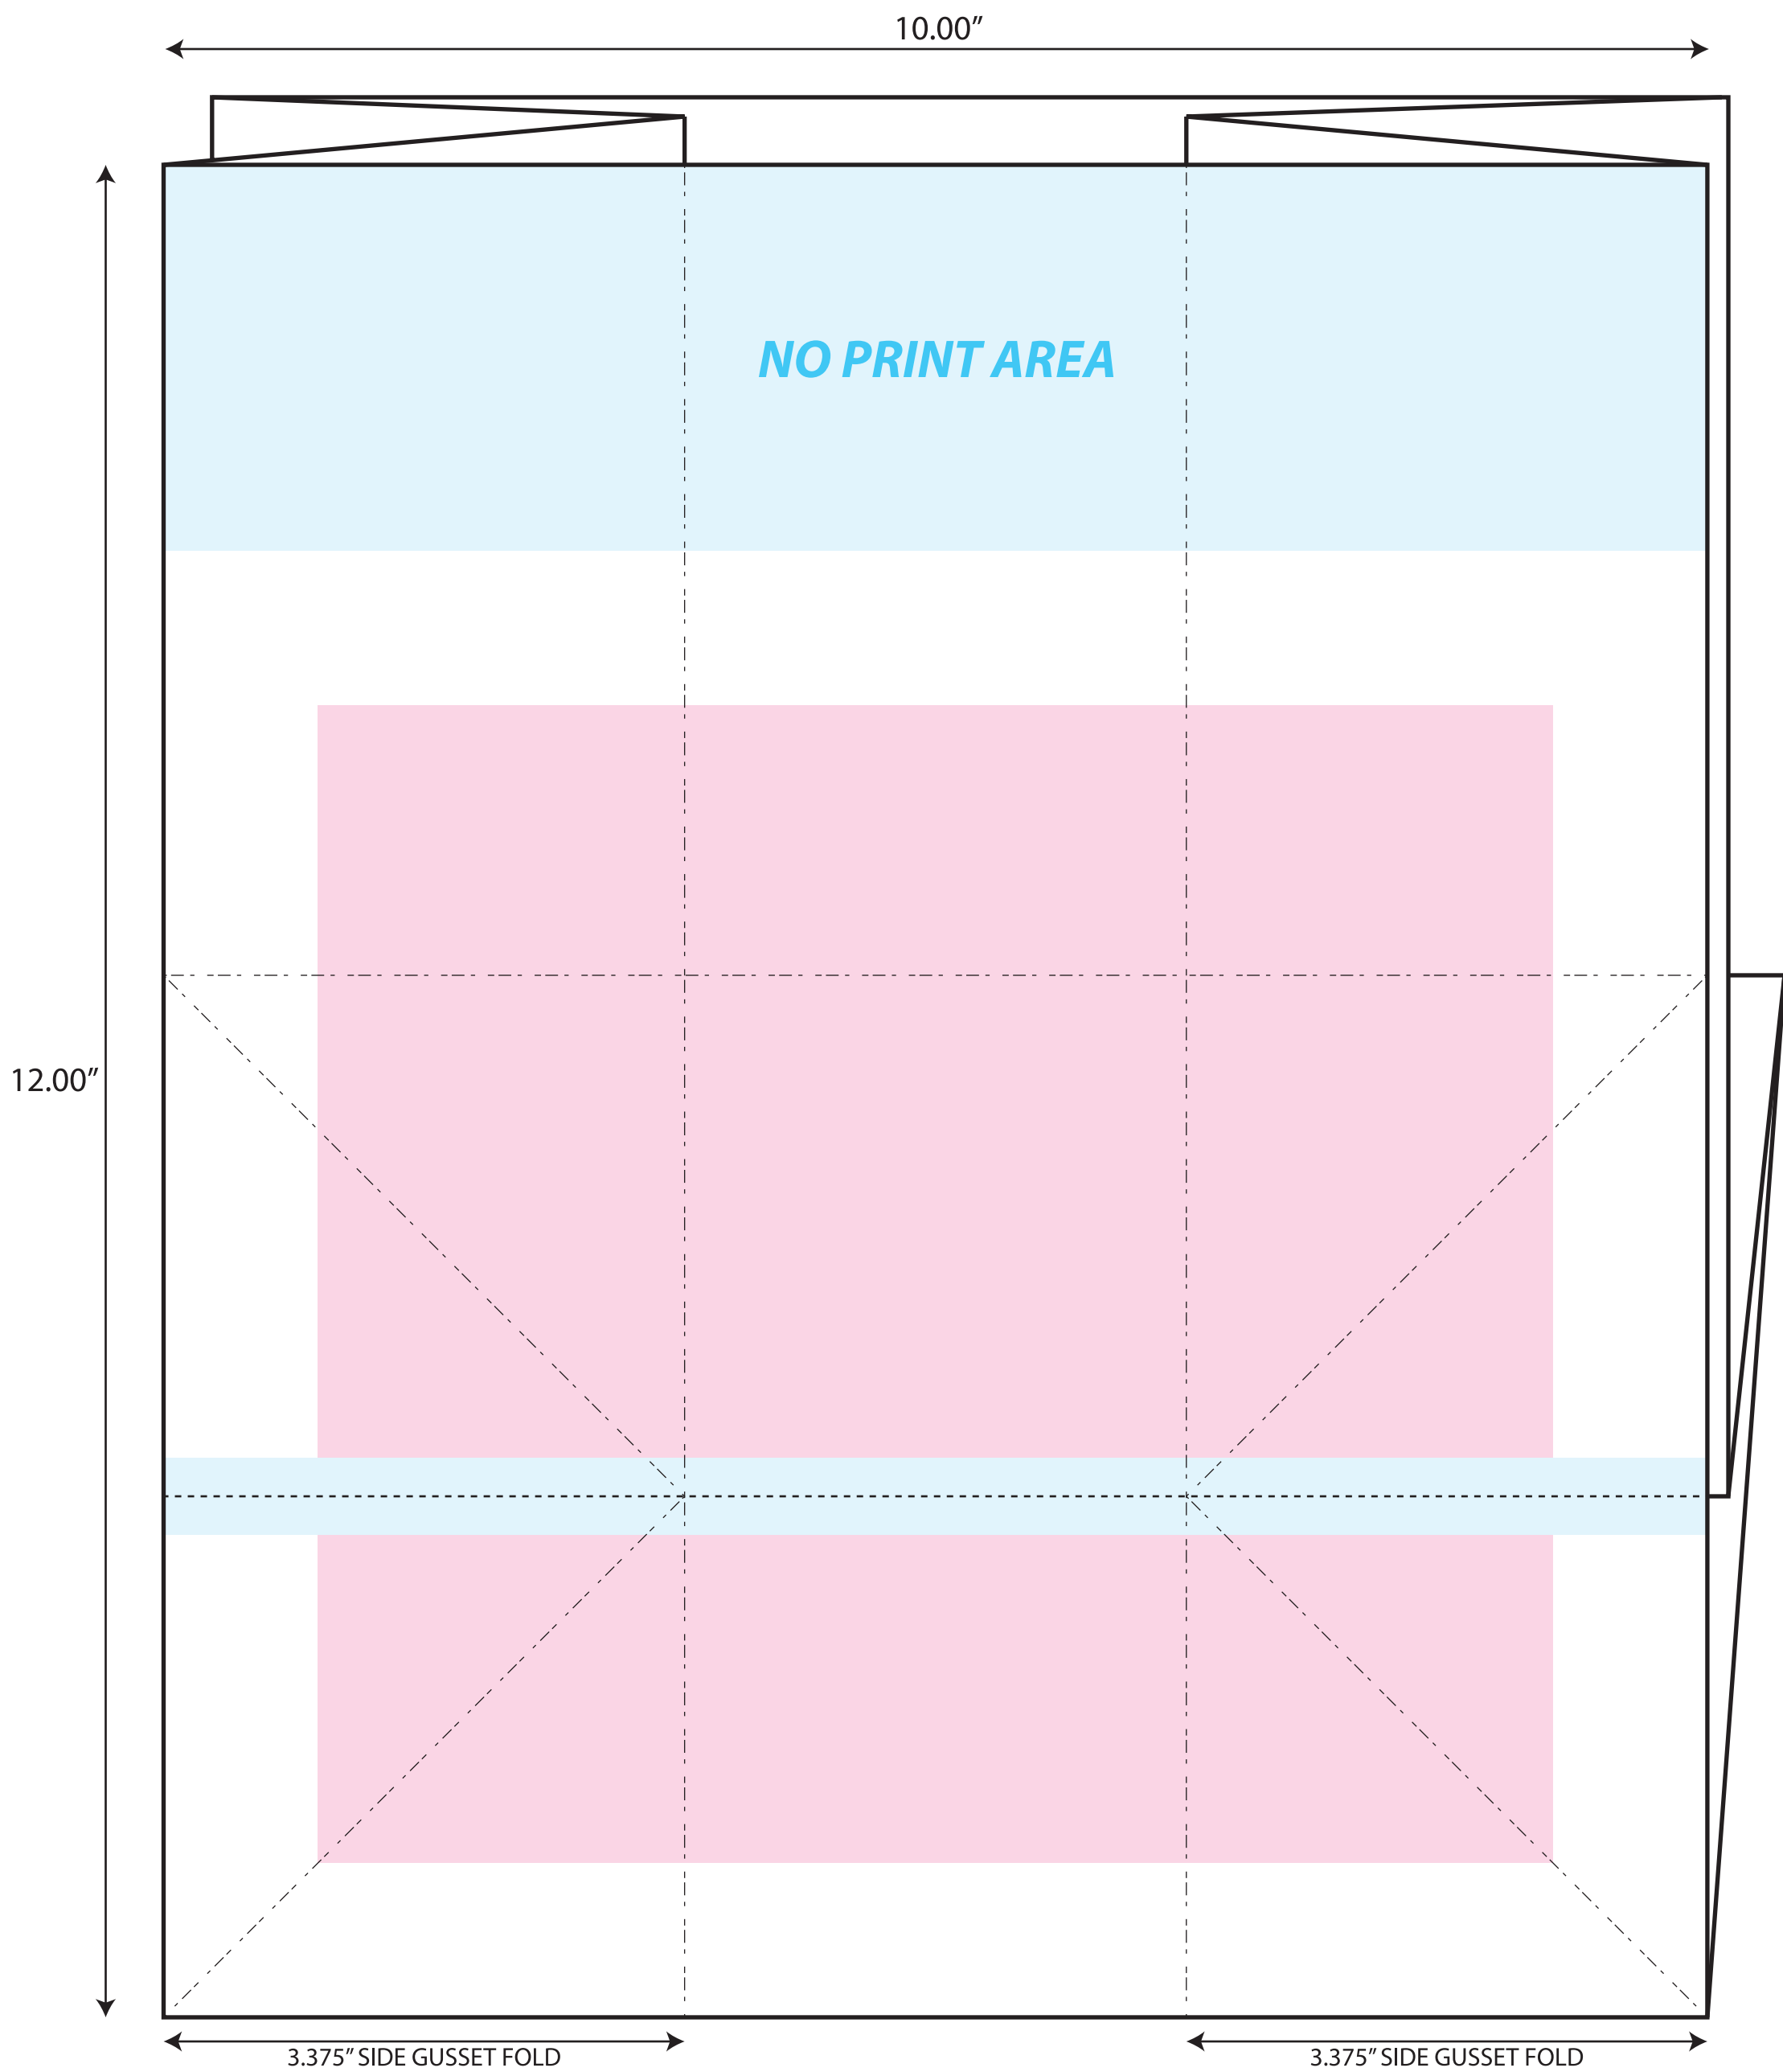 10.00”
NO PRINT AREA
12.00”
3.375” SIDE GUSSET FOLD
3.375” SIDE GUSSET FOLD